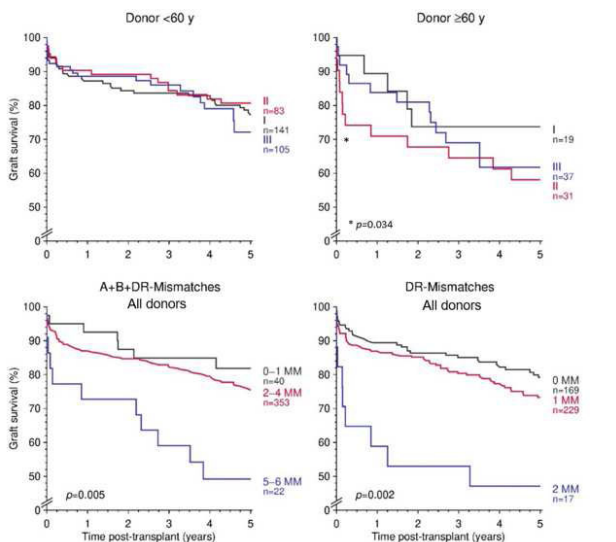 Donor <60 y
Graft survival (%)
100
90
80
70
60
50
0
0
1
2
3
4
5
II
n=83
I
n=141
III
n=105
Donor ≥60 y
100
90
80
70
60
50
0
0
1
2
3
4
5
I
n=19
III
n=37
II
n=31
*
* p=0.034
A+B+DR-Mismatches
All donors
Graft survival (%)
100
90
80
70
60
50
0
0
1
2
3
4
5
0–1 MM
n=40
2–4 MM
n=353
5–6 MM
n=22
p=0.005
Time post-transplant (years)
DR-Mismatches
All donors
100
90
80
70
60
50
0
0
1
2
3
4
5
0 MM
n=169
1 MM
n=229
2 MM
n=17
p=0.002
Time post-transplant (years)